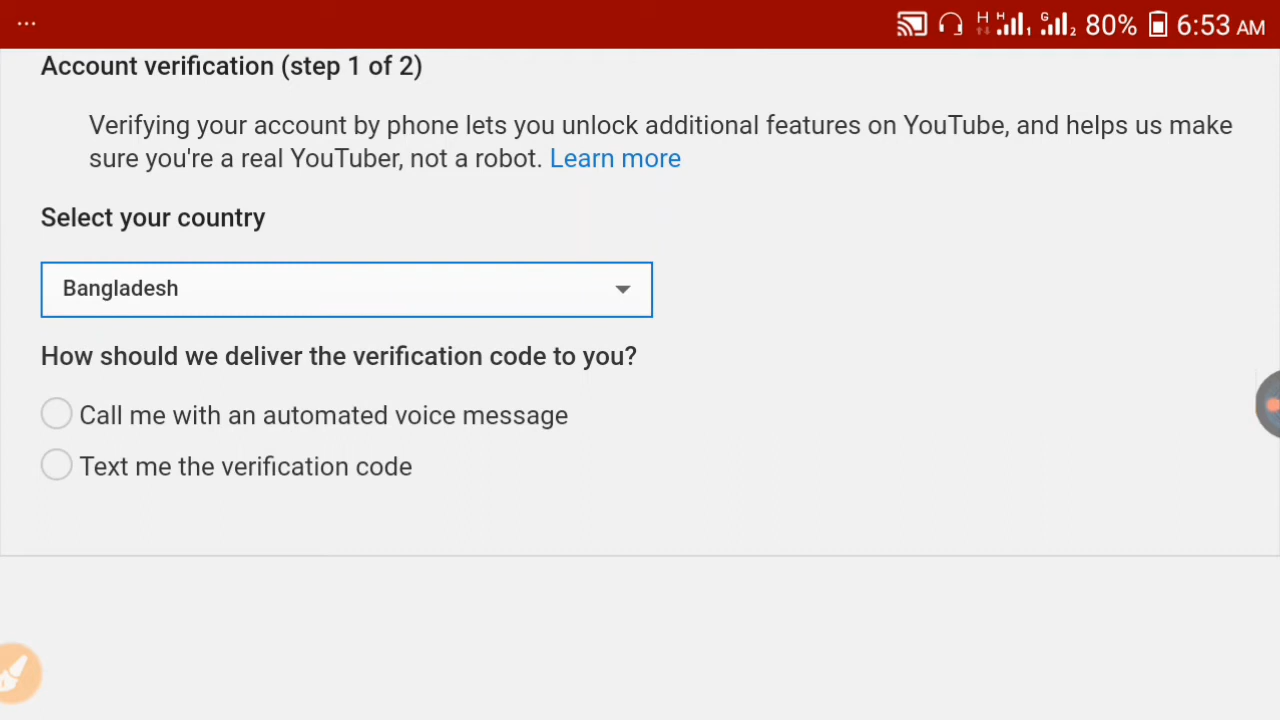 ... H H 1 G 2 80% 6:53 AM
Account verification (step 1 of 2)
Verifying your account by phone lets you unlock additional features on YouTube, and helps us make
sure you're a real YouTuber, not a robot. Learn more
Select your country
Bangladesh
How should we deliver the verification code to you?
Call me with an automated voice message
Text me the verification code